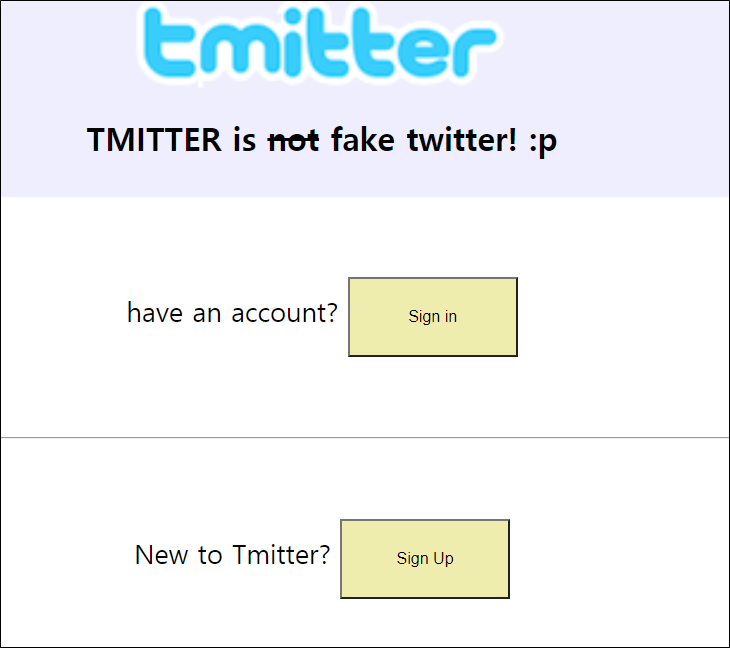 tmitter
TMITTER is not fake twitter! :p
have an account? Sign in
New to Tmitter? Sign Up